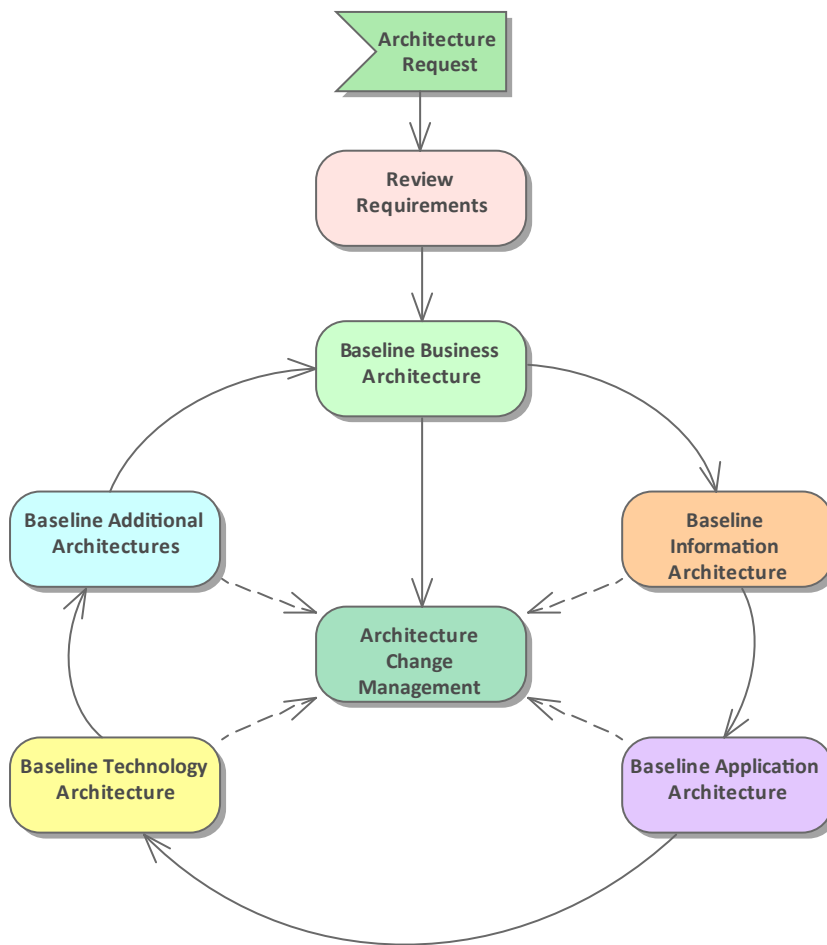 Architecture
Request
Review
Requirements
Baseline Business
Architecture
Baseline Additional
Architectures
Baseline
Information
Architecture
Architecture
Change
Management
Baseline Technology
Architecture
Baseline Application
Architecture